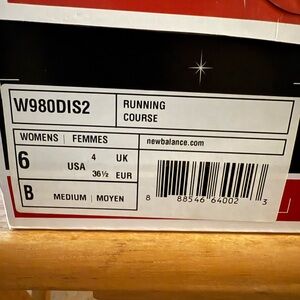 W980DIS2
RUNNING
COURSE
WOMENS | FEMMES
newbalance.com
6 USA 4 UK
36½ EUR
B MEDIUM | MOYEN
8 88546 64002 3